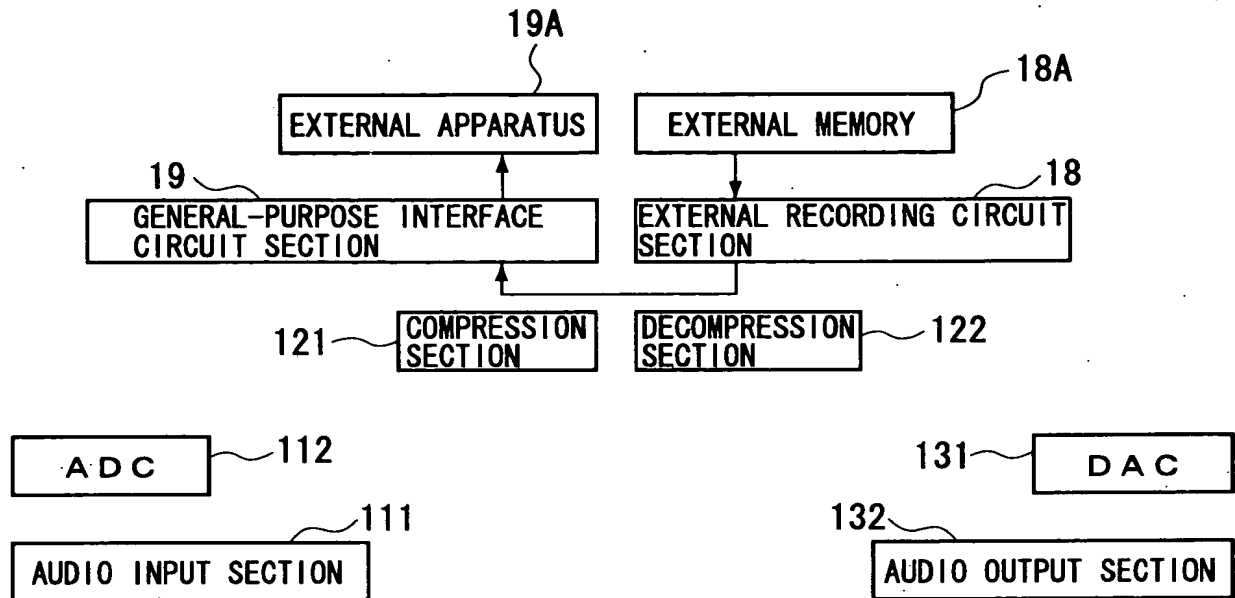 19A
18A
EXTERNAL APPARATUS
EXTERNAL MEMORY
19
18
GENERAL-PURPOSE INTERFACE
CIRCUIT SECTION
EXTERNAL RECORDING CIRCUIT
SECTION
121
COMPRESSION
SECTION
DECOMPRESSION
SECTION
122
ADC
112
131
DAC
111
132
AUDIO INPUT SECTION
AUDIO OUTPUT SECTION